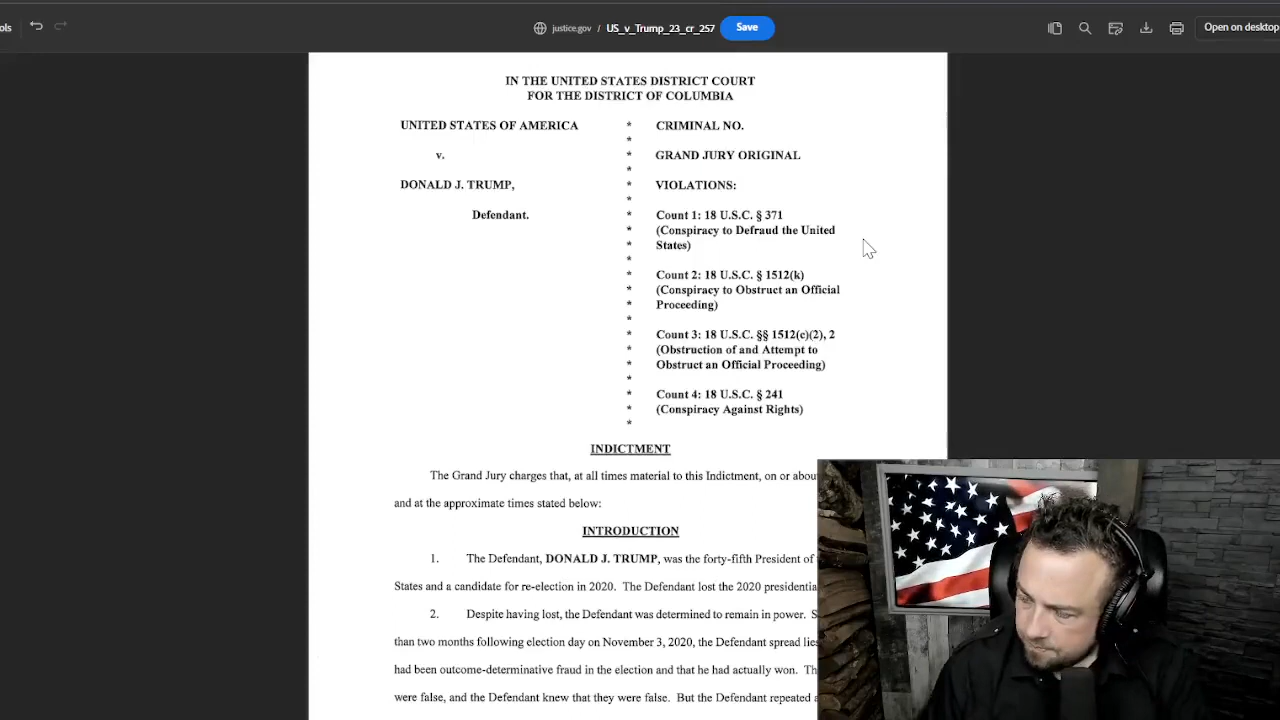 ols
justice.gov / US_v_Trump_23_cr_257
Save
Open on desktop
IN THE UNITED STATES DISTRICT COURT
FOR THE DISTRICT OF COLUMBIA
UNITED STATES OF AMERICA * CRIMINAL NO.
*
v. * GRAND JURY ORIGINAL
*
DONALD J. TRUMP, * VIOLATIONS:
*
Defendant. * Count 1: 18 U.S.C. § 371
* (Conspiracy to Defraud the United
* States)
*
* Count 2: 18 U.S.C. § 1512(k)
* (Conspiracy to Obstruct an Official
* Proceeding)
*
* Count 3: 18 U.S.C. §§ 1512(c)(2), 2
* (Obstruction of and Attempt to
* Obstruct an Official Proceeding)
*
* Count 4: 18 U.S.C. § 241
* (Conspiracy Against Rights)
*
INDICTMENT
The Grand Jury charges that, at all times material to this Indictment, on or about
and at the approximate times stated below:
INTRODUCTION
1. The Defendant, DONALD J. TRUMP, was the forty-fifth President of
States and a candidate for re-election in 2020. The Defendant lost the 2020 presidential
2. Despite having lost, the Defendant was determined to remain in power. S
than two months following election day on November 3, 2020, the Defendant spread lies
had been outcome-determinative fraud in the election and that he had actually won. Th
were false, and the Defendant knew that they were false. But the Defendant repeated a